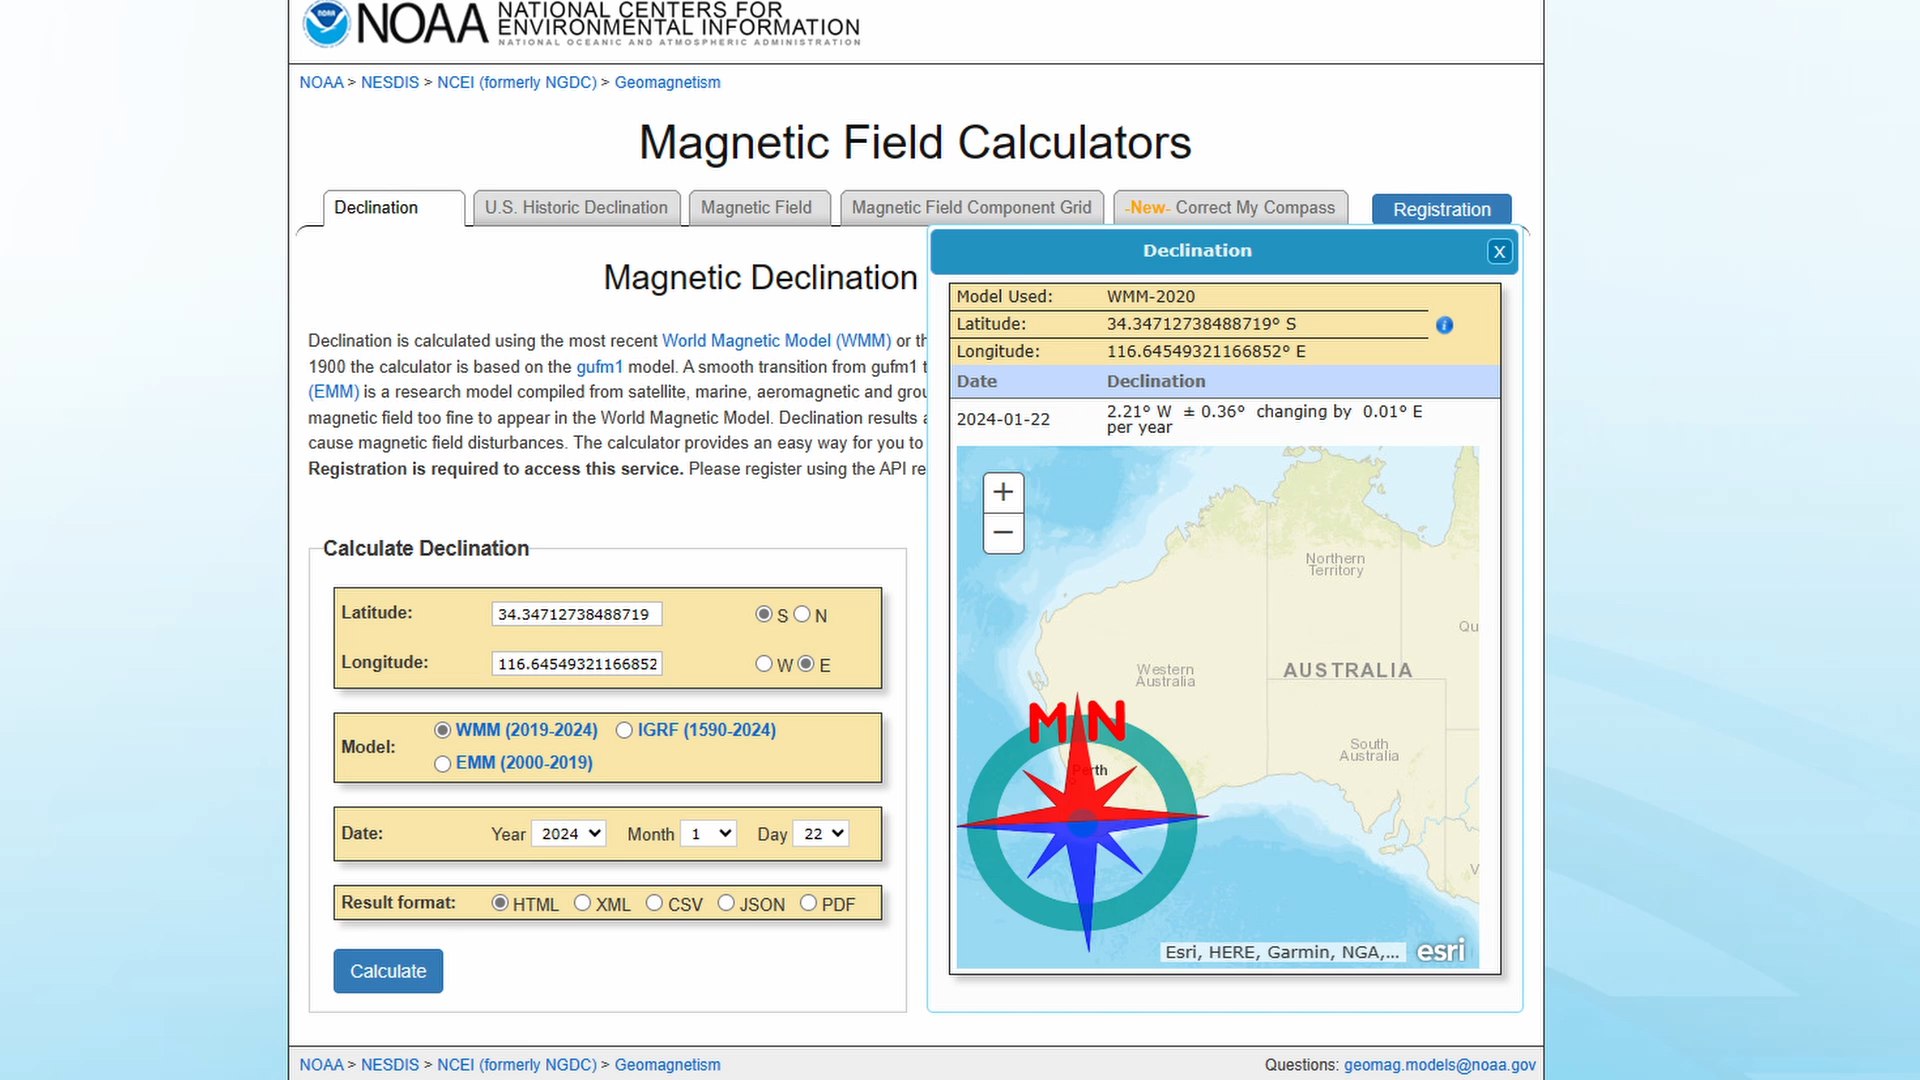 NOAA NATIONAL CENTERS FOR
ENVIRONMENTAL INFORMATION
NATIONAL OCEANIC AND ATMOSPHERIC ADMINISTRATION
NOAA > NESDIS > NCEI (formerly NGDC) > Geomagnetism
Magnetic Field Calculators
Declination
U.S. Historic Declination
Magnetic Field
Magnetic Field Component Grid
-New- Correct My Compass
Registration
Magnetic Declination
Declination is calculated using the most recent World Magnetic Model (WMM) or
1900 the calculator is based on the gufm1 model. A smooth transition from gufm1
(EMM) is a research model compiled from satellite, marine, aeromagnetic and
magnetic field too fine to appear in the World Magnetic Model. Declination results
cause magnetic field disturbances. The calculator provides an easy way for you to
Registration is required to access this service. Please register using the API
Calculate Declination
Latitude: 34.34712738488719 S N
Longitude: 116.64549321166852 W E
Model: WMM (2019-2024) IGRF (1590-2024)
EMM (2000-2019)
Date: Year 2024 Month 1 Day 22
Result format: HTML XML CSV JSON PDF
Calculate
Declination X
Model Used: WMM-2020
Latitude: 34.34712738488719° S i
Longitude: 116.64549321166852° E
Date Declination
2024-01-22 2.21° W ± 0.36° changing by 0.01° E
per year
+
−
Northern
Territory
Qu
Western
Australia
AUSTRALIA
MN
South
Australia
Perth
V
Esri, HERE, Garmin, NGA,... esri
NOAA > NESDIS > NCEI (formerly NGDC) > Geomagnetism
Questions: geomag.models@noaa.gov